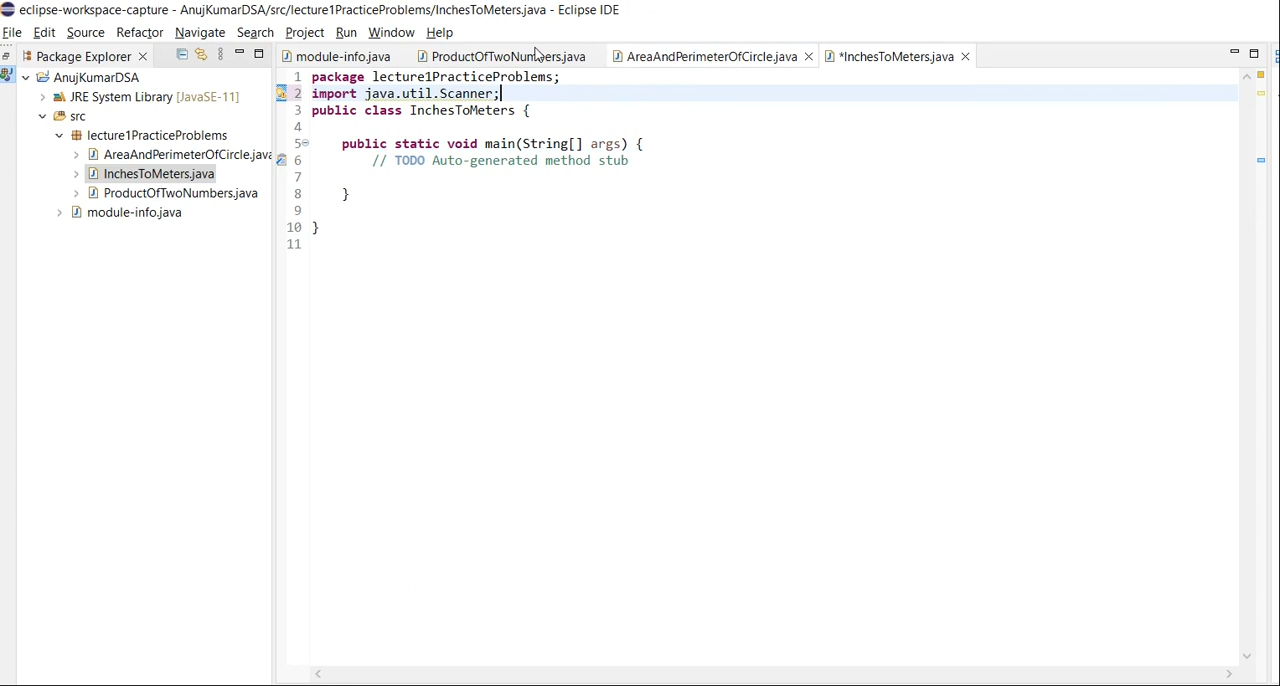 eclipse-workspace-capture - AnujKumarDSA/src/lecture1PracticeProblems/InchesToMeters.java - Eclipse IDE
File Edit Source Refactor Navigate Search Project Run Window Help
Package Explorer
module-info.java ProductOfTwoNumbers.java AreaAndPerimeterOfCircle.java *InchesToMeters.java
AnujKumarDSA
JRE System Library [JavaSE-11]
src
lecture1PracticeProblems
AreaAndPerimeterOfCircle.java
InchesToMeters.java
ProductOfTwoNumbers.java
module-info.java
1 package lecture1PracticeProblems;
2 import java.util.Scanner;
3 public class InchesToMeters {
4
5 public static void main(String[] args) {
6 // TODO Auto-generated method stub
7
8 }
9
10 }
11